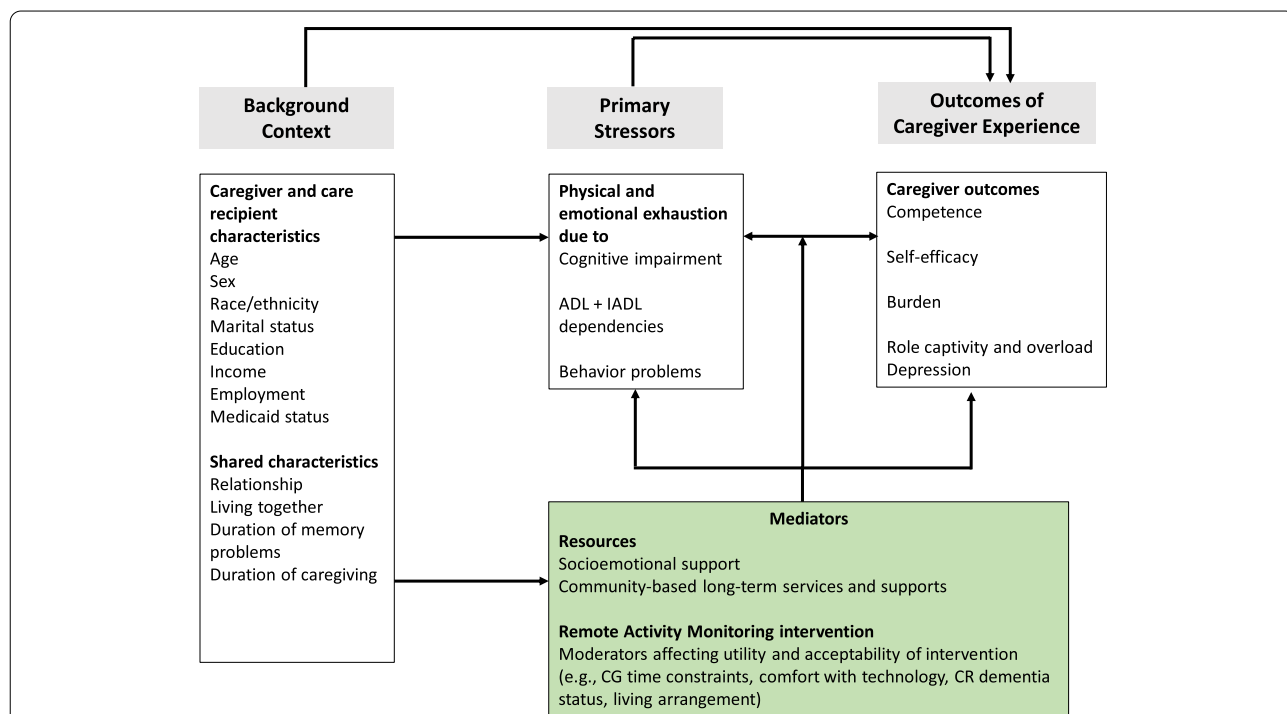 Background
Context
Primary
Stressors
Outcomes of
Caregiver Experience
Caregiver and care
recipient
characteristics
Age
Sex
Race/ethnicity
Marital status
Education
Income
Employment
Medicaid status
Shared characteristics
Relationship
Living together
Duration of memory
problems
Duration of caregiving
Physical and
emotional exhaustion
due to
Cognitive impairment
ADL + IADL
dependencies
Behavior problems
Caregiver outcomes
Competence
Self-efficacy
Burden
Role captivity and overload
Depression
Mediators
Resources
Socioemotional support
Community-based long-term services and supports
Remote Activity Monitoring intervention
Moderators affecting utility and acceptability of intervention
(e.g., CG time constraints, comfort with technology, CR dementia
status, living arrangement)